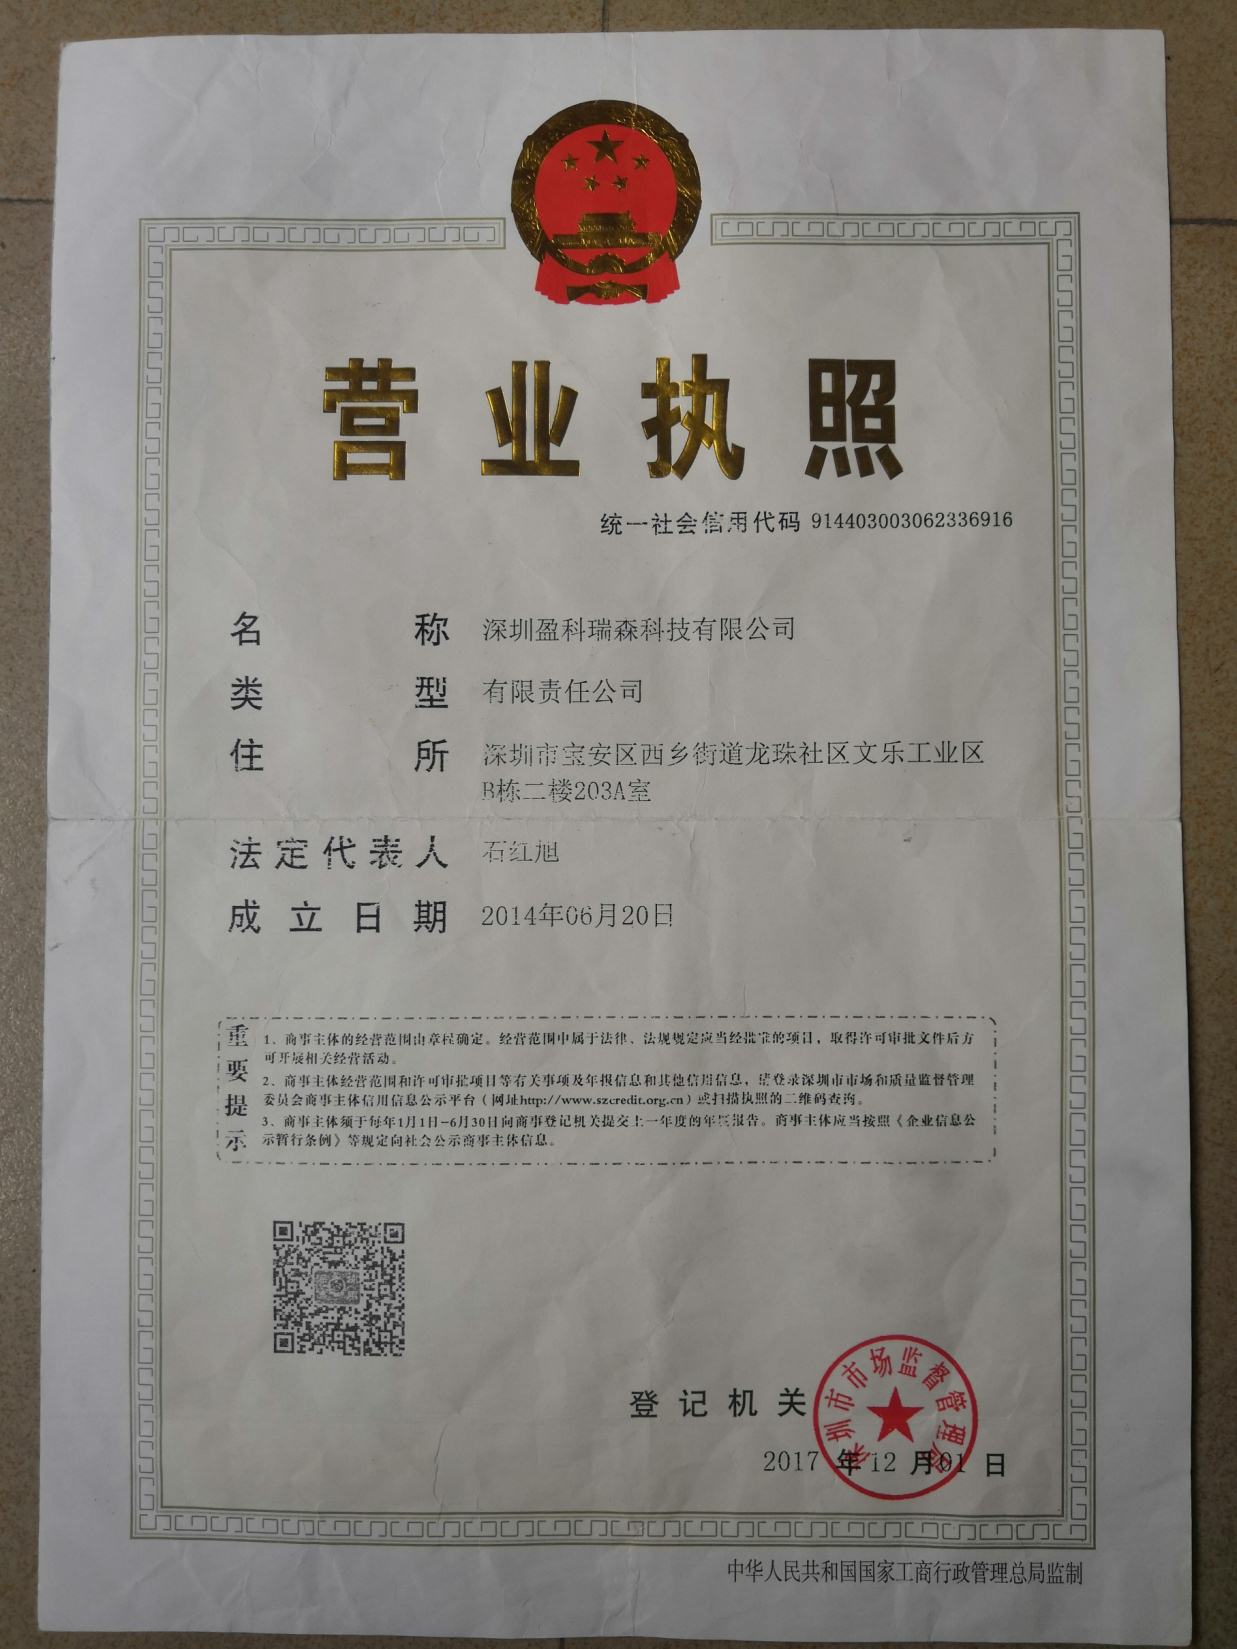 营业执照
统一社会信用代码 914403003062336916
名称 深圳盈科瑞森科技有限公司
类型 有限责任公司
住所 深圳市宝安区西乡街道龙珠社区文乐工业区
B栋二楼203A室
法定代表人 石红旭
成立日期 2014年06月20日
重要提示
1、商事主体的经营范围由章程确定。经营范围中属于法律、法规规定应当经批准的项目，取得许可审批文件后方
可开展相关经营活动。
2、商事主体经营范围和许可审批项目等有关事项及年报信息和其他信用信息，请登录深圳市市场和质量监督管理
委员会商事主体信用信息公示平台（网址http://www.szcredit.org.cn）或扫描执照的二维码查询。
3、商事主体须于每年1月1日-6月30日向商事登记机关提交上一年度的年度报告。商事主体应当按照《企业信息公
示暂行条例》等规定向社会公示商事主体信息。
登记机关
深圳市市场监督管理局
2017 年 12 月 01 日
中华人民共和国国家工商行政管理总局监制